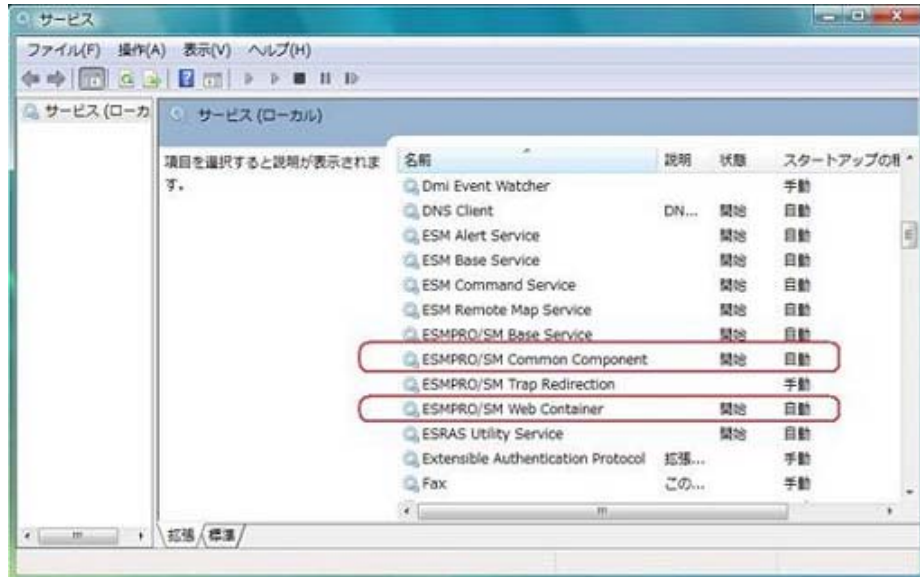 サービス
ファイル(F) 操作(A) 表示(V) ヘルプ(H)
サービス (ローカ
サービス (ローカル)
項目を選択すると説明が表示されま
す。
名前 説明 状態 スタートアップの種
Dmi Event Watcher 手動
DNS Client DN... 開始 自動
ESM Alert Service 開始 自動
ESM Base Service 開始 自動
ESM Command Service 開始 自動
ESM Remote Map Service 開始 自動
ESMPRO/SM Base Service 開始 自動
ESMPRO/SM Common Component 開始 自動
ESMPRO/SM Trap Redirection 手動
ESMPRO/SM Web Container 開始 自動
ESRAS Utility Service 開始 自動
Extensible Authentication Protocol 拡張... 手動
Fax この... 手動
拡張 標準